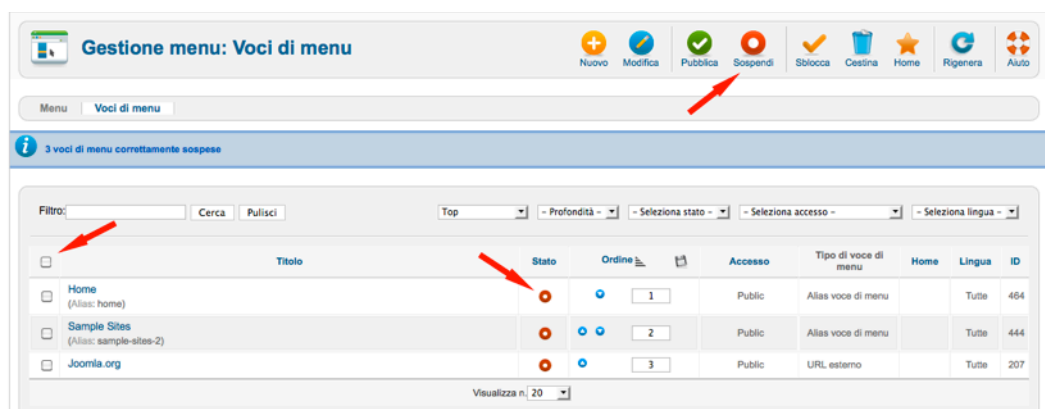 Gestione menu: Voci di menu
Nuovo Modifica Pubblica Sospendi Sblocca Cestina Home Rigenera Aiuto
Menu Voci di menu
3 voci di menu correttamente sospese
Filtro: Cerca Pulisci Top - Profondità - - Seleziona stato - - Seleziona accesso - - Seleziona lingua -
Titolo Stato Ordine Accesso Tipo di voce di menu Home Lingua ID
Home
(Alias: home)
1 Public Alias voce di menu Tutte 464
Sample Sites
(Alias: sample-sites-2)
2 Public Alias voce di menu Tutte 444
Joomla.org 3 Public URL esterno Tutte 207
Visualizza n. 20